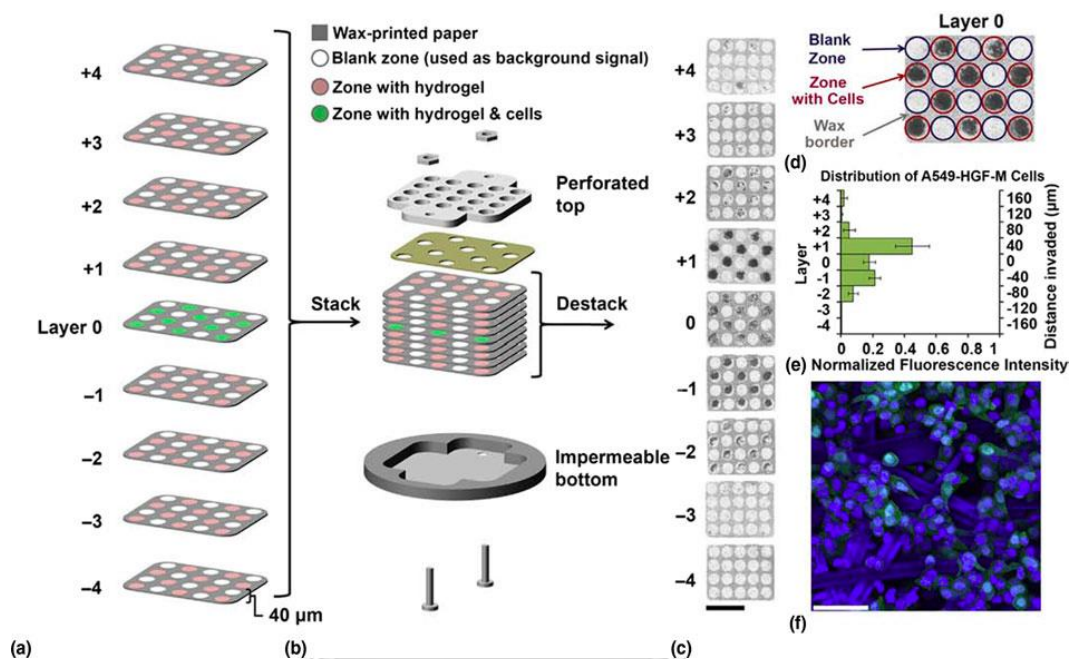 Wax-printed paper
Blank zone (used as background signal)
Zone with hydrogel
Zone with hydrogel & cells
+4
+3
+2
+1
Layer 0
–1
–2
–3
–4
40 µm
(a)
Stack
Perforated
top
Destack
Impermeable
bottom
(b)
+4
+3
+2
+1
0
–1
–2
–3
–4
(c)
Layer 0
Blank
Zone
Zone
with Cells
Wax
border
(d)
Distribution of A549-HGF-M Cells
Layer
+4
+3
+2
+1
0
-1
-2
-3
-4
160
120
80
40
0
-40
-80
-120
-160
Distance invaded (µm)
0 0.2 0.4 0.6 0.8 1
(e) Normalized Fluorescence Intensity
(f)